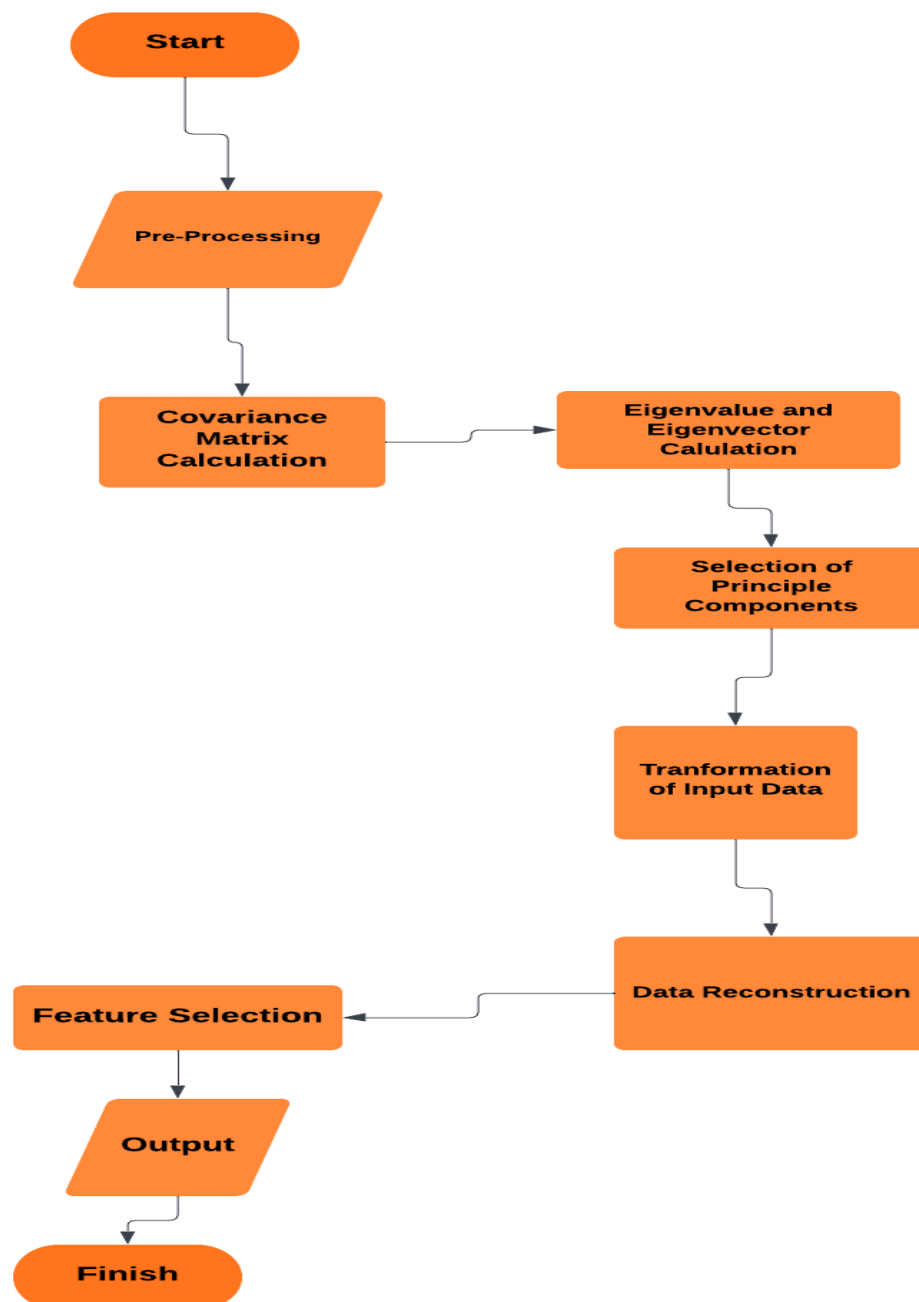 Start
Pre-Processing
Covariance
Matrix
Calculation
Eigenvalue and
Eigenvector
Calulation
Selection of
Principle
Components
Tranformation
of Input Data
Data Reconstruction
Feature Selection
Output
Finish